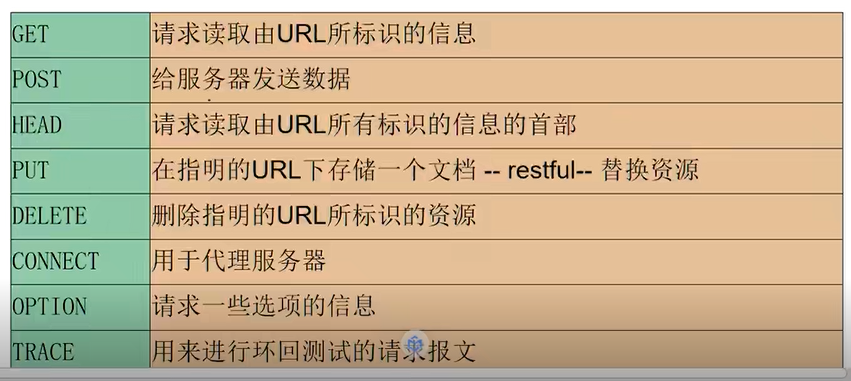 GET 请求读取由URL所标识的信息
POST 给服务器发送数据
HEAD 请求读取由URL所有标识的信息的首部
PUT 在指明的URL下存储一个文档 -- restful-- 替换资源
DELETE 删除指明的URL所标识的资源
CONNECT 用于代理服务器
OPTION 请求一些选项的信息
TRACE 用来进行环回测试的请求报文